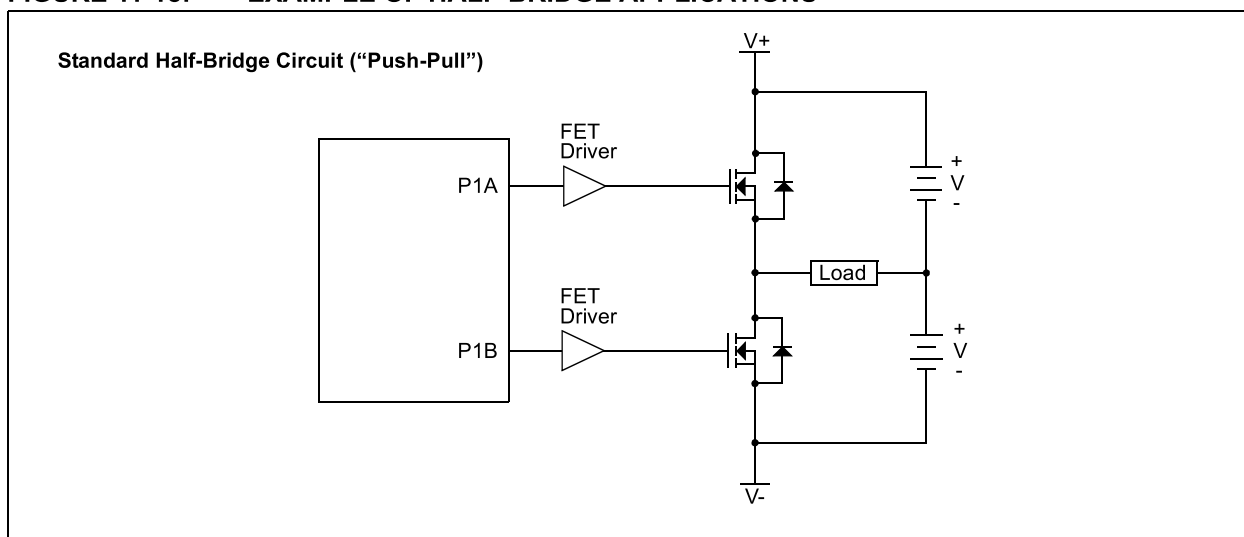 Standard Half-Bridge Circuit (“Push-Pull”)
V+
FET
Driver
P1A
+
V
-
Load
FET
Driver
P1B
+
V
-
V-